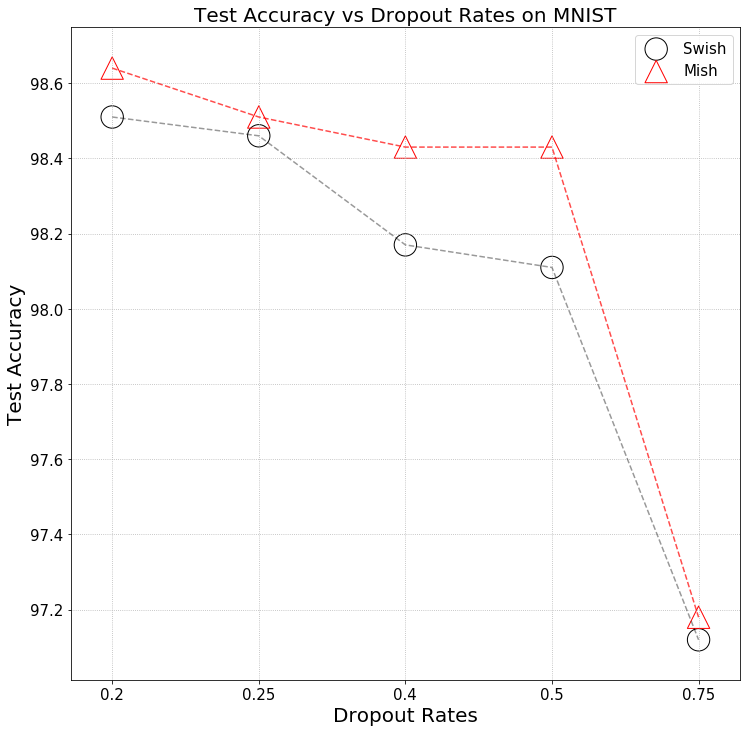 Test Accuracy vs Dropout Rates on MNIST
Swish
Mish
98.6
98.4
98.2
98.0
97.8
97.6
97.4
97.2
Test Accuracy
0.2 0.25 0.4 0.5 0.75
Dropout Rates